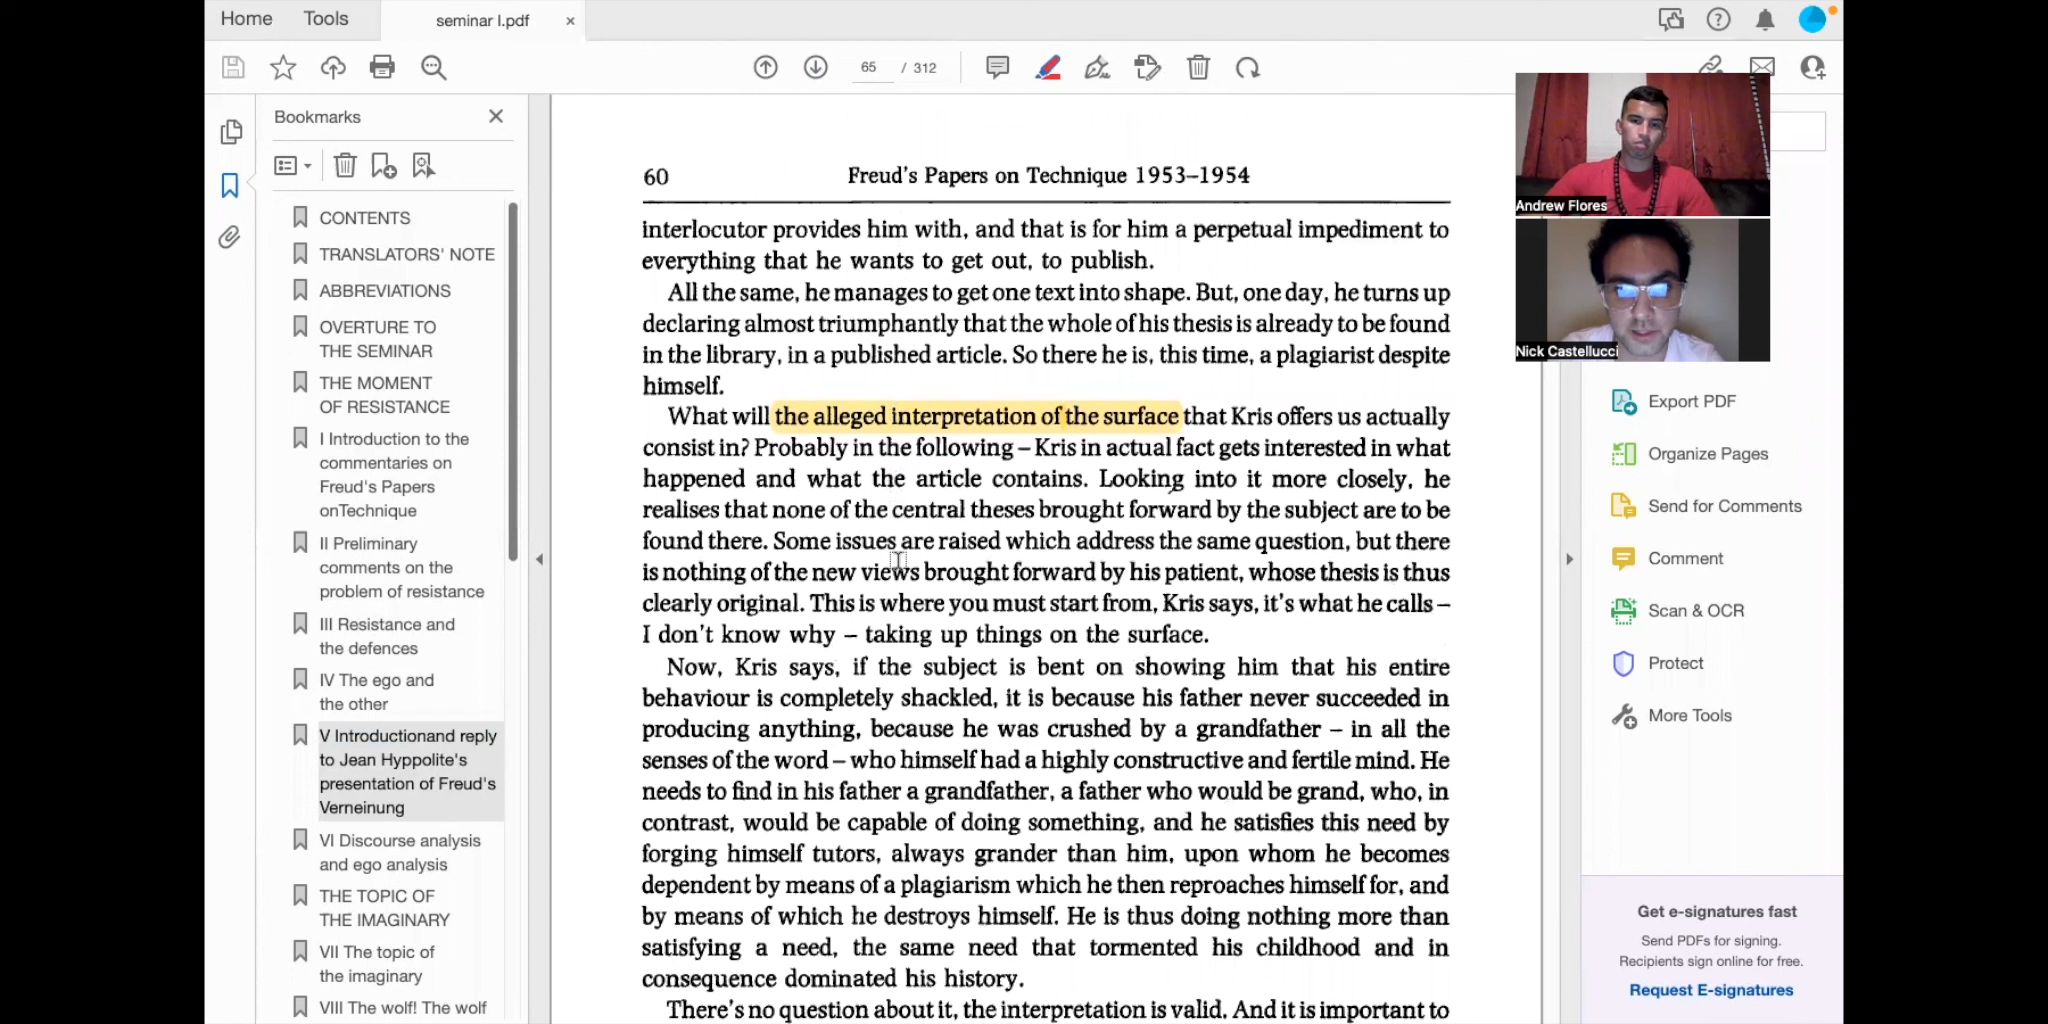 Home
Tools
seminar I.pdf
65 / 312
Bookmarks
CONTENTS
TRANSLATORS' NOTE
ABBREVIATIONS
OVERTURE TO
THE SEMINAR
THE MOMENT
OF RESISTANCE
I Introduction to the
commentaries on
Freud's Papers
onTechnique
II Preliminary
comments on the
problem of resistance
III Resistance and
the defences
IV The ego and
the other
V Introductionand reply
to Jean Hyppolite's
presentation of Freud's
Verneinung
VI Discourse analysis
and ego analysis
THE TOPIC OF
THE IMAGINARY
VII The topic of
the imaginary
VIII The wolf! The wolf
60
Freud's Papers on Technique 1953–1954
interlocutor provides him with, and that is for him a perpetual impediment to
everything that he wants to get out, to publish.
All the same, he manages to get one text into shape. But, one day, he turns up
declaring almost triumphantly that the whole of his thesis is already to be found
in the library, in a published article. So there he is, this time, a plagiarist despite
himself.
What will the alleged interpretation of the surface that Kris offers us actually
consist in? Probably in the following – Kris in actual fact gets interested in what
happened and what the article contains. Looking into it more closely, he
realises that none of the central theses brought forward by the subject are to be
found there. Some issues are raised which address the same question, but there
is nothing of the new views brought forward by his patient, whose thesis is thus
clearly original. This is where you must start from, Kris says, it's what he calls –
I don't know why – taking up things on the surface.
Now, Kris says, if the subject is bent on showing him that his entire
behaviour is completely shackled, it is because his father never succeeded in
producing anything, because he was crushed by a grandfather – in all the
senses of the word – who himself had a highly constructive and fertile mind. He
needs to find in his father a grandfather, a father who would be grand, who, in
contrast, would be capable of doing something, and he satisfies this need by
forging himself tutors, always grander than him, upon whom he becomes
dependent by means of a plagiarism which he then reproaches himself for, and
by means of which he destroys himself. He is thus doing nothing more than
satisfying a need, the same need that tormented his childhood and in
consequence dominated his history.
There's no question about it, the interpretation is valid. And it is important to
Andrew Flores
Nick Castellucci
Export PDF
Organize Pages
Send for Comments
Comment
Scan & OCR
Protect
More Tools
Get e-signatures fast
Send PDFs for signing.
Recipients sign online for free.
Request E-signatures